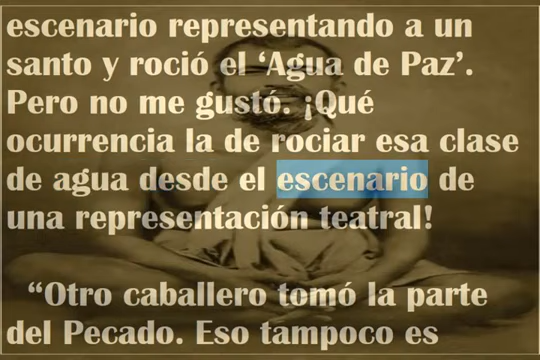 escenario representando a un
santo y roció el ‘Agua de Paz’.
Pero no me gustó. ¡Qué
ocurrencia la de rociar esa clase
de agua desde el escenario de
una representación teatral!
“Otro caballero tomó la parte
del Pecado. Eso tampoco es